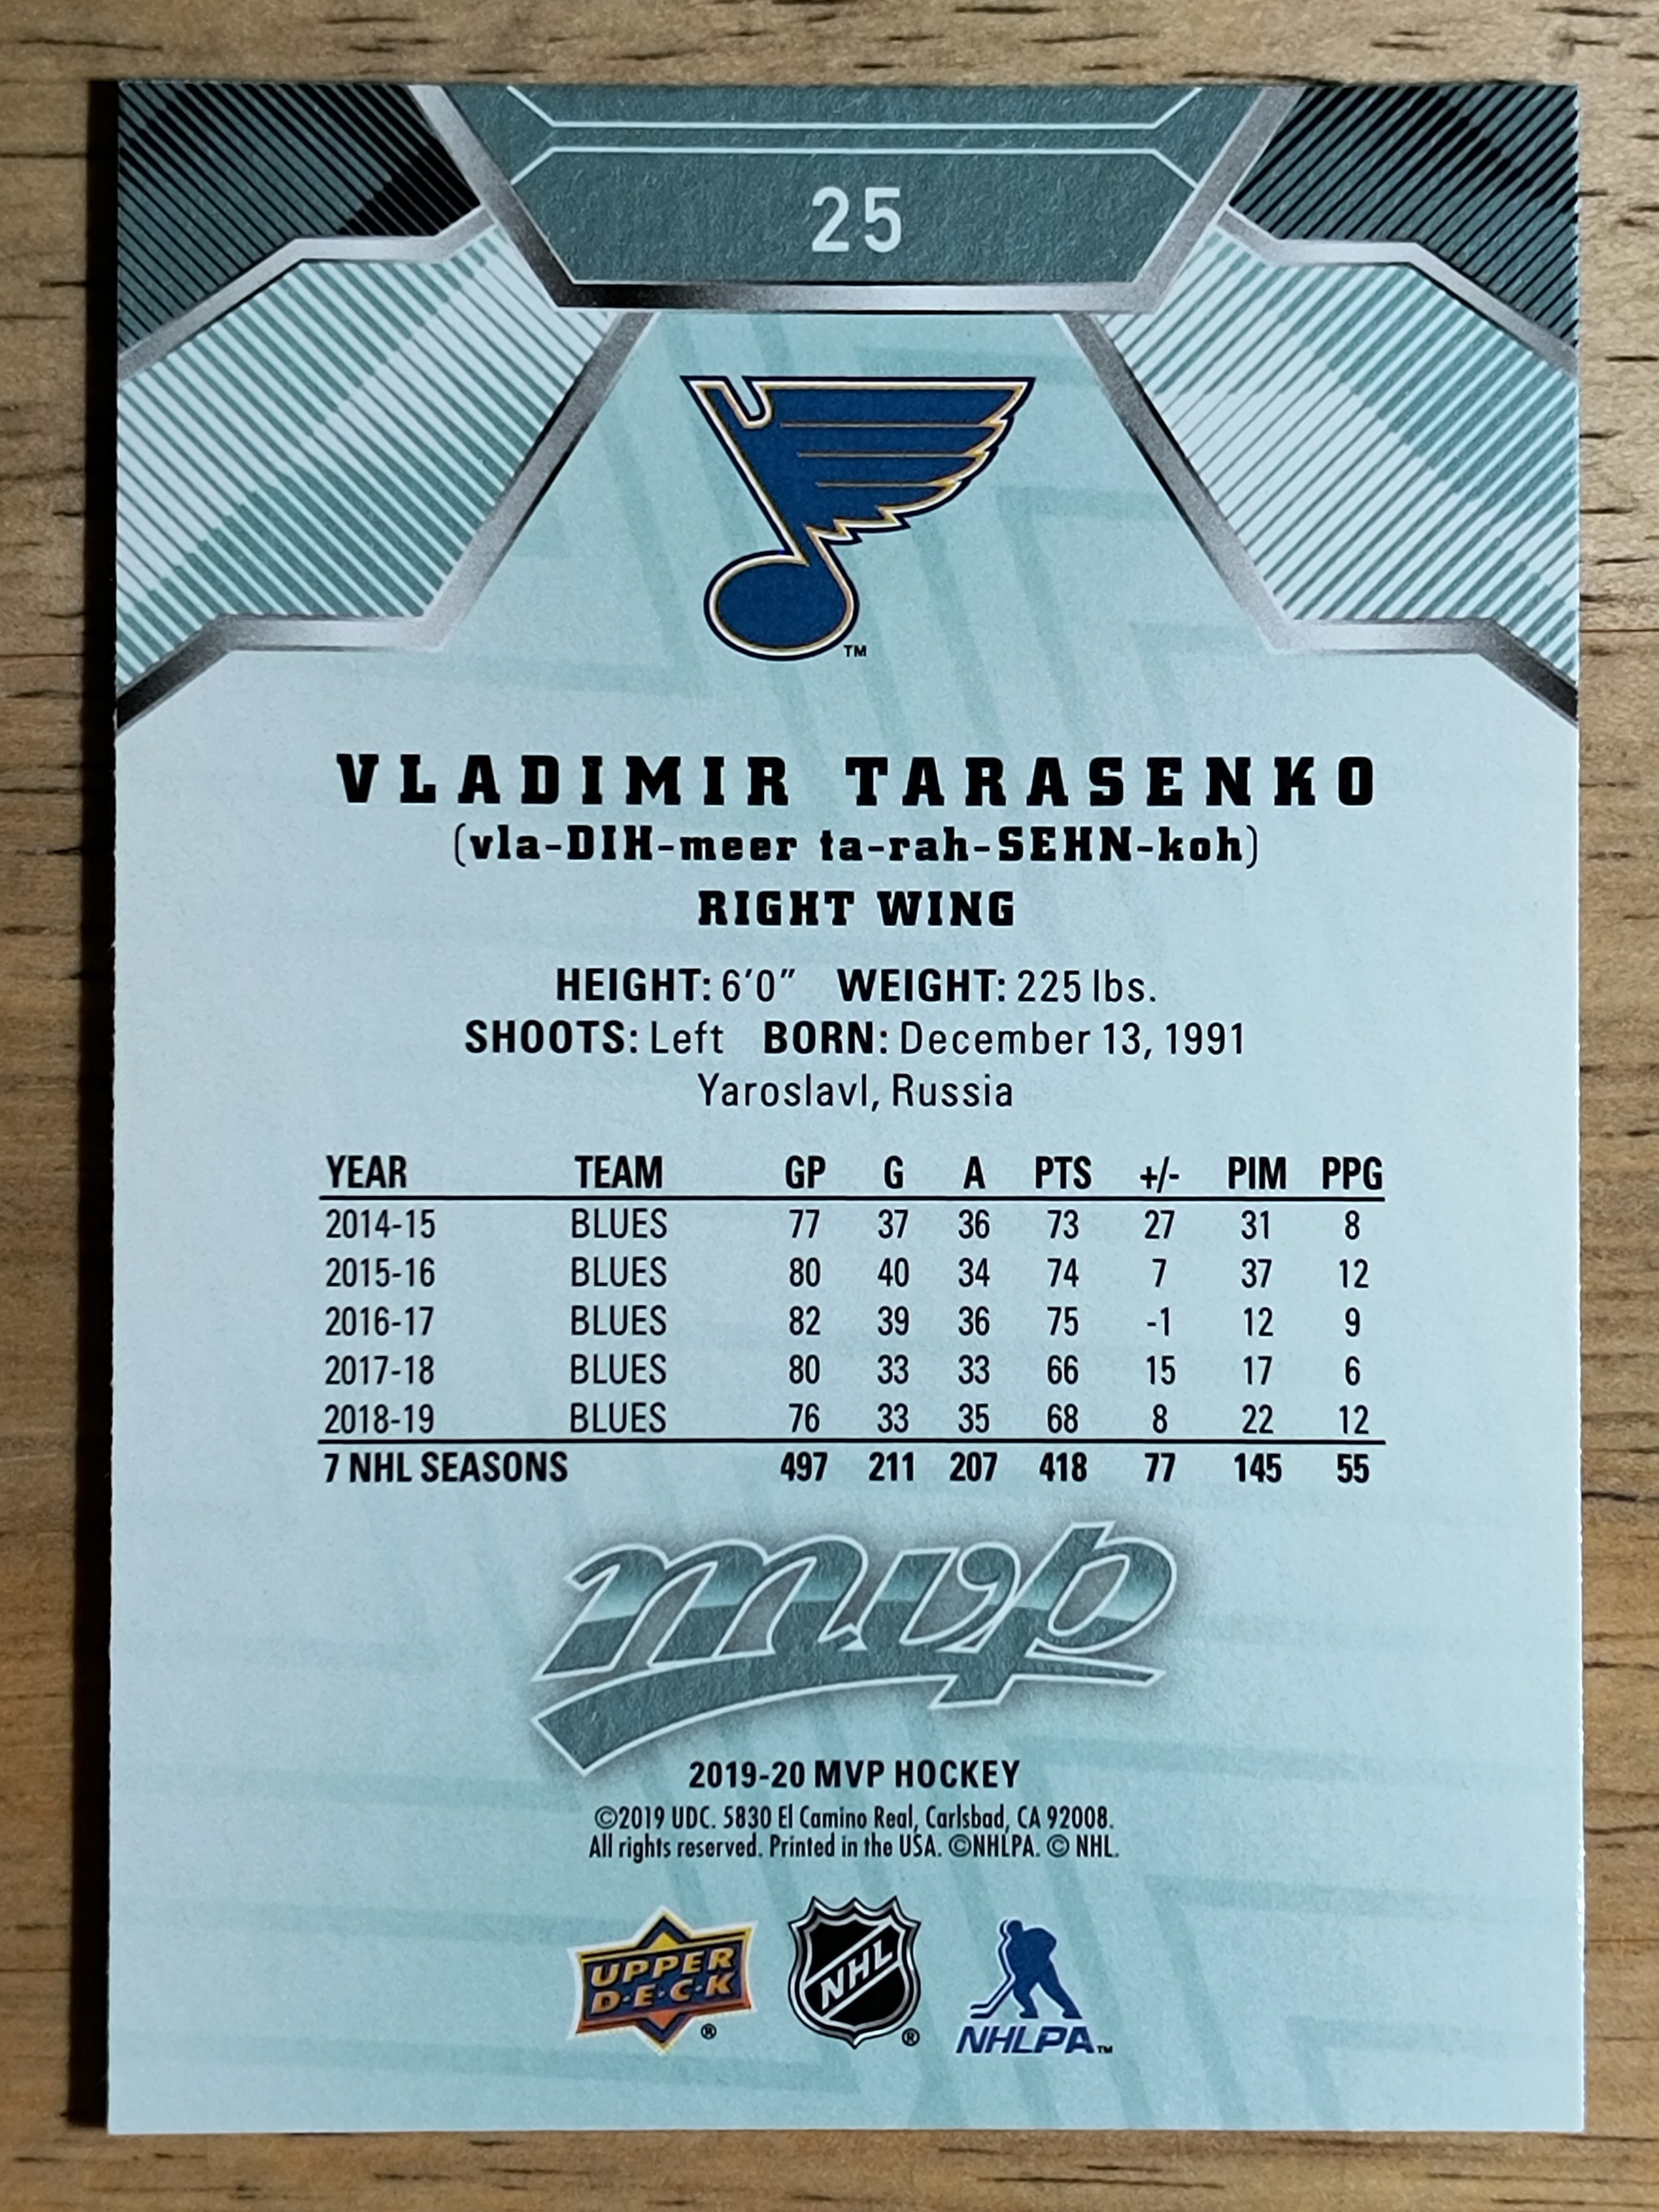 25
TM
VLADIMIR TARASENKO
(vla-DIH-meer ta-rah-SEHN-koh)
RIGHT WING
HEIGHT: 6'0" WEIGHT: 225 lbs.
SHOOTS: Left BORN: December 13, 1991
Yaroslavl, Russia
YEAR TEAM GP G A PTS +/- PIM PPG
2014-15 BLUES 77 37 36 73 27 31 8
2015-16 BLUES 80 40 34 74 7 37 12
2016-17 BLUES 82 39 36 75 -1 12 9
2017-18 BLUES 80 33 33 66 15 17 6
2018-19 BLUES 76 33 35 68 8 22 12
7 NHL SEASONS 497 211 207 418 77 145 55
mvp
2019-20 MVP HOCKEY
©2019 UDC. 5830 El Camino Real, Carlsbad, CA 92008.
All rights reserved. Printed in the USA. ©NHLPA. © NHL.
UPPER
D·E·C·K ®
NHL ®
NHLPA TM